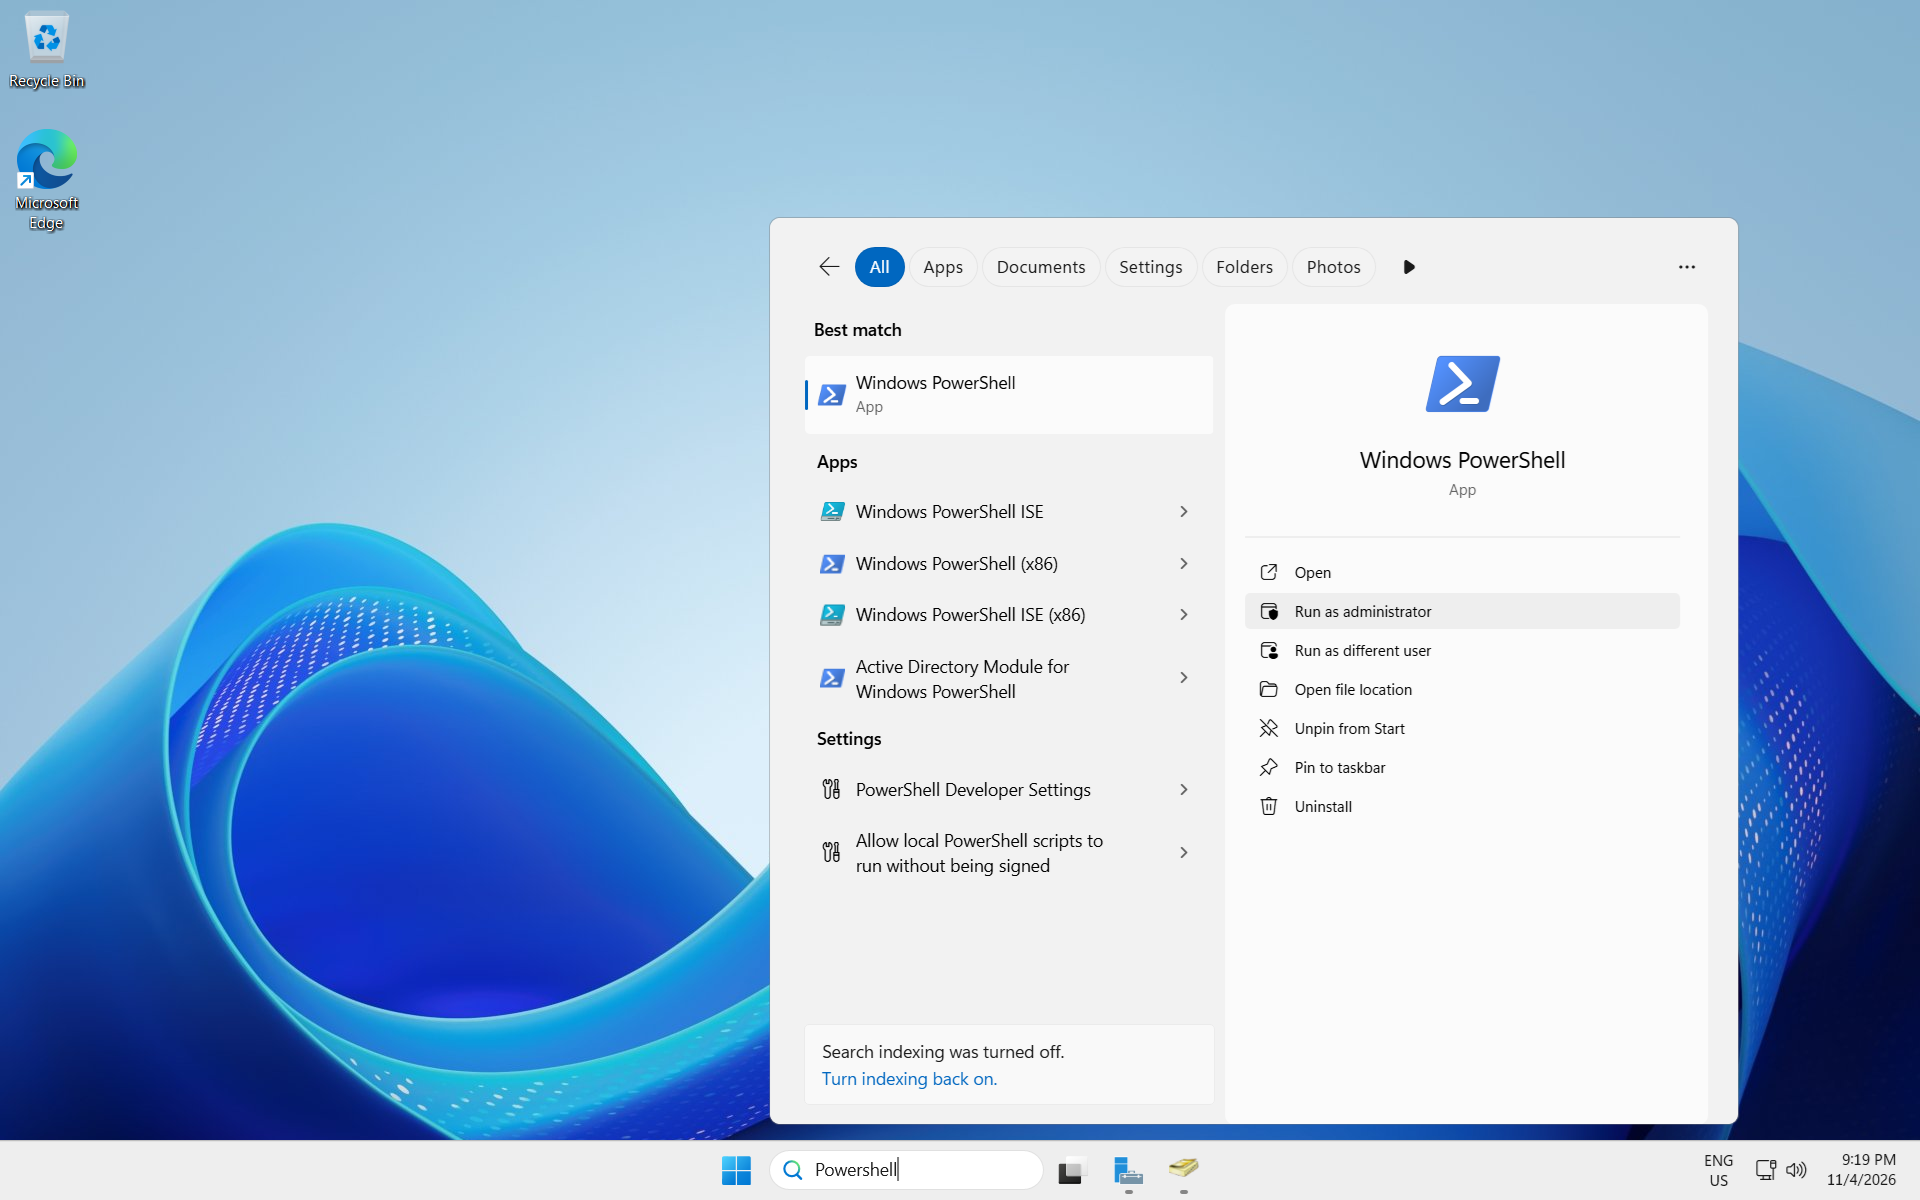 Recycle Bin
Microsoft
Edge
All
Apps
Documents
Settings
Folders
Photos
Best match
Windows PowerShell
App
Apps
Windows PowerShell ISE
Windows PowerShell (x86)
Windows PowerShell ISE (x86)
Active Directory Module for
Windows PowerShell
Settings
PowerShell Developer Settings
Allow local PowerShell scripts to
run without being signed
Search indexing was turned off.
Turn indexing back on.
Windows PowerShell
App
Open
Run as administrator
Run as different user
Open file location
Unpin from Start
Pin to taskbar
Uninstall
Powershell
ENG
US
9:19 PM
11/4/2026